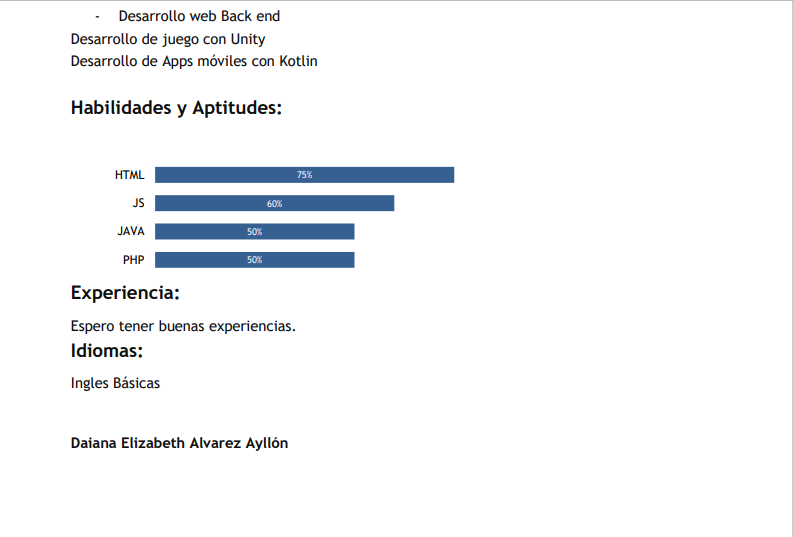 - Desarrollo web Back end
Desarrollo de juego con Unity
Desarrollo de Apps móviles con Kotlin
Habilidades y Aptitudes:
HTML 75%
JS 60%
JAVA 50%
PHP 50%
Experiencia:
Espero tener buenas experiencias.
Idiomas:
Ingles Básicas
Daiana Elizabeth Alvarez Ayllón